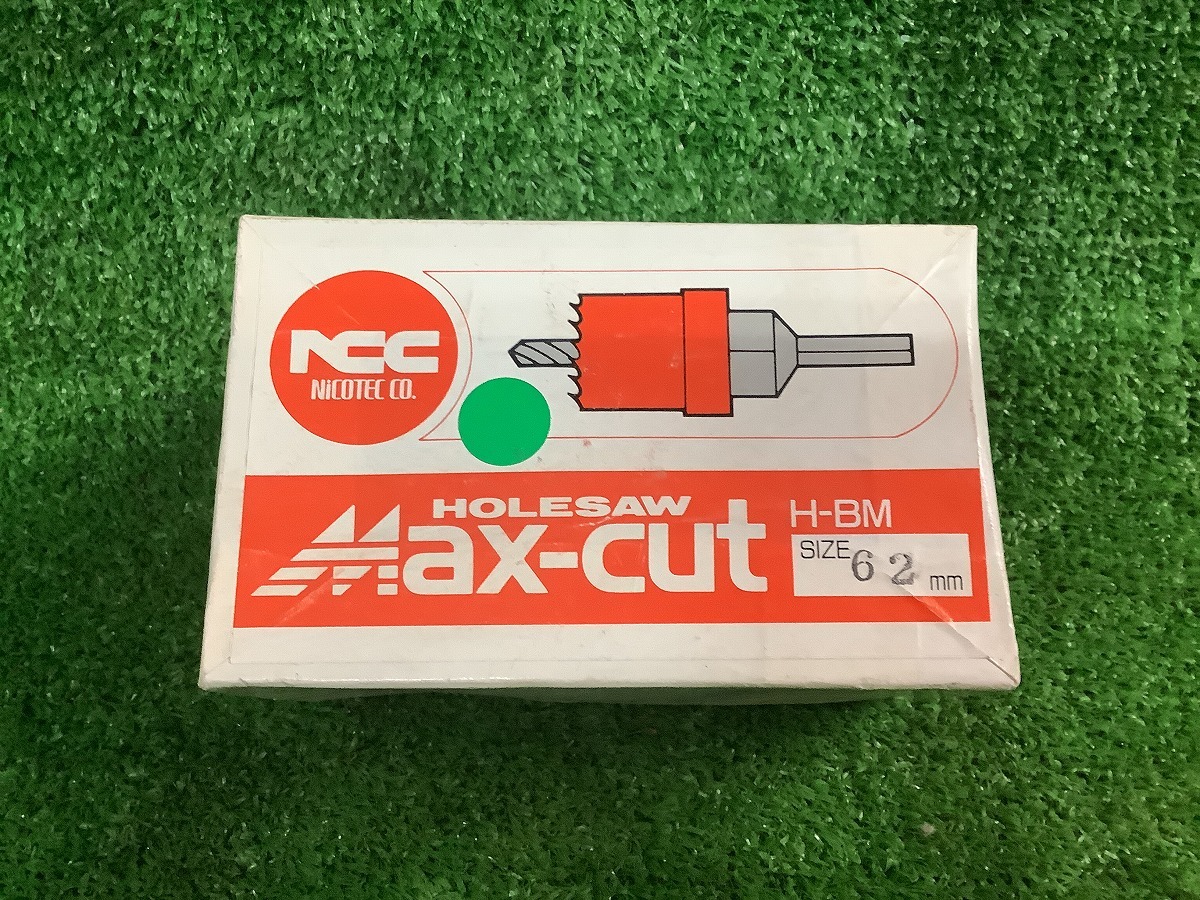 NCC
NiCOTEC CO.
HOLESAW
Max-cut
H-BM
SIZE 62 mm